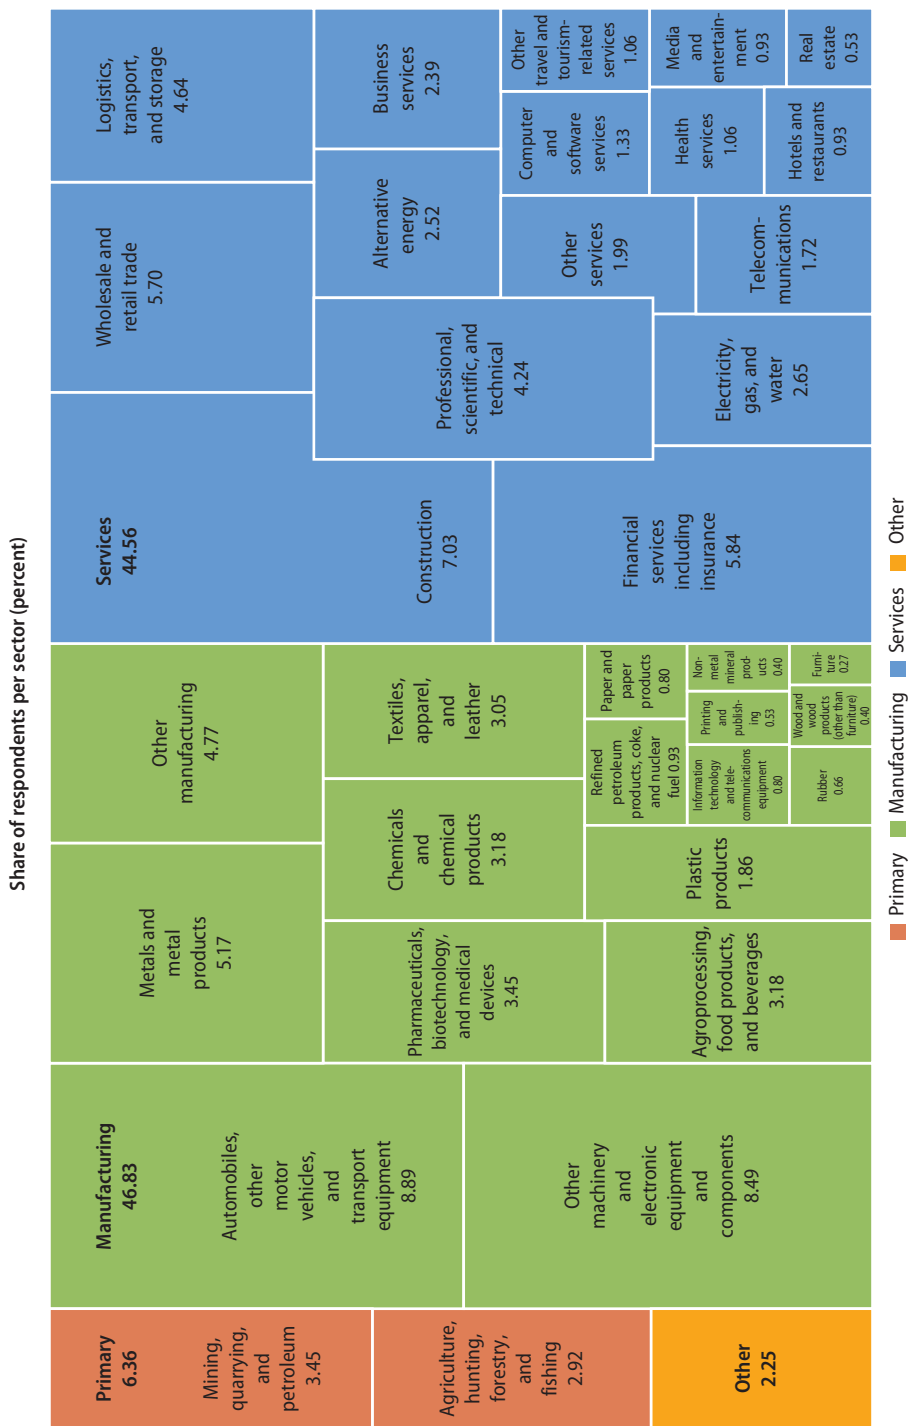 Share of respondents per sector (percent)
Primary
6.36
Mining,
quarrying,
and
petroleum
3.45
Agriculture,
hunting,
forestry,
and
fishing
2.92
Other
2.25
Manufacturing
46.83
Automobiles,
other
motor
vehicles,
and
transport
equipment
8.89
Other
machinery
and
electronic
equipment
and
components
8.49
Metals and
metal
products
5.17
Other
manufacturing
4.77
Pharmaceuticals,
biotechnology,
and medical
devices
3.45
Chemicals
and
chemical
products
3.18
Textiles,
apparel,
and
leather
3.05
Agroprocessing,
food products,
and beverages
3.18
Plastic
products
1.86
Refined
petroleum
products, coke,
and nuclear
fuel 0.93
Paper and
paper
products
0.80
Information
technology
and tele-
communications
equipment
0.80
Printing
and
publish-
ing
0.53
Non-
metal
mineral
prod-
ucts
0.40
Rubber
0.66
Wood and
wood
products
(other than
furniture)
0.40
Furni-
ture
0.27
Services
44.56
Construction
7.03
Wholesale and
retail trade
5.70
Logistics,
transport,
and storage
4.64
Financial
services
including
insurance
5.84
Professional,
scientific, and
technical
4.24
Alternative
energy
2.52
Business
services
2.39
Electricity,
gas, and
water
2.65
Other
services
1.99
Telecom-
munications
1.72
Computer
and
software
services
1.33
Other
travel and
tourism-
related
services
1.06
Health
services
1.06
Hotels and
restaurants
0.93
Media
and
entertain-
ment
0.93
Real
estate
0.53
Primary Manufacturing Services Other